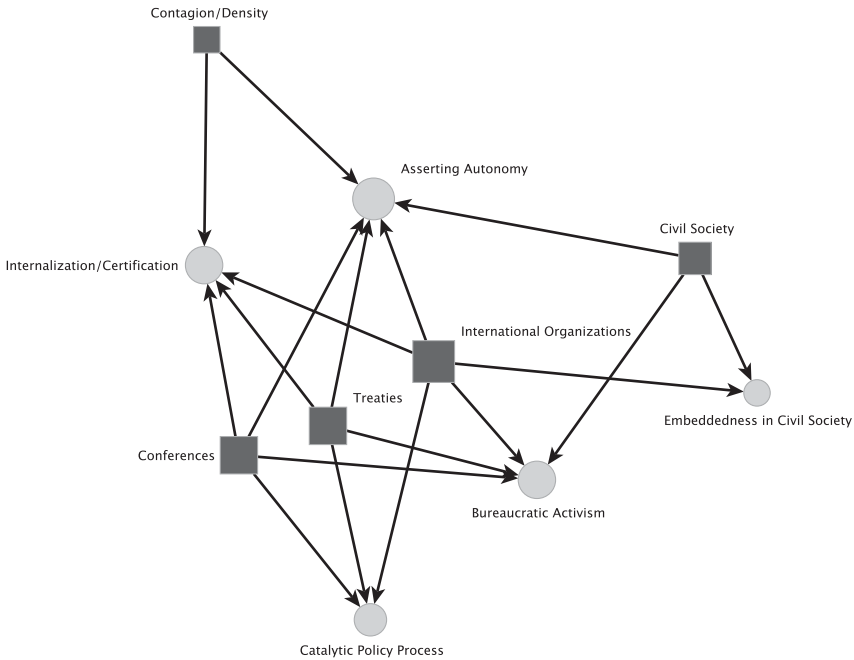 Contagion/Density
Asserting Autonomy
Civil Society
Internalization/Certification
International Organizations
Treaties
Embeddedness in Civil Society
Conferences
Bureaucratic Activism
Catalytic Policy Process